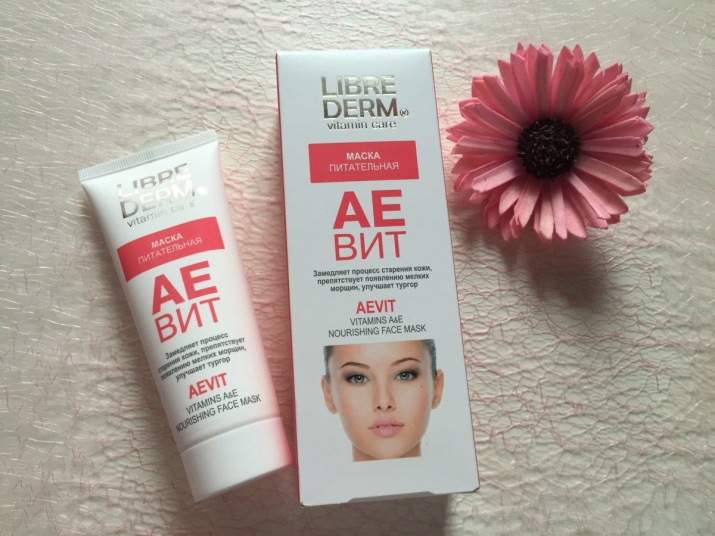 LIBRE
DERM®
vitamin care
МАСКА
ПИТАТЕЛЬНАЯ
АЕ
ВИТ
Замедляет процесс
старения кожи, препятствует
появлению мелких морщин,
улучшает тургор
AEVIT
VITAMINS A&E
NOURISHING FACE MASK
LIBRE
DERM®
vitamin care
МАСКА
ПИТАТЕЛЬНАЯ
АЕ
ВИТ
Замедляет процесс старения кожи,
препятствует появлению мелких
морщин, улучшает тургор
AEVIT
VITAMINS A&E
NOURISHING FACE MASK